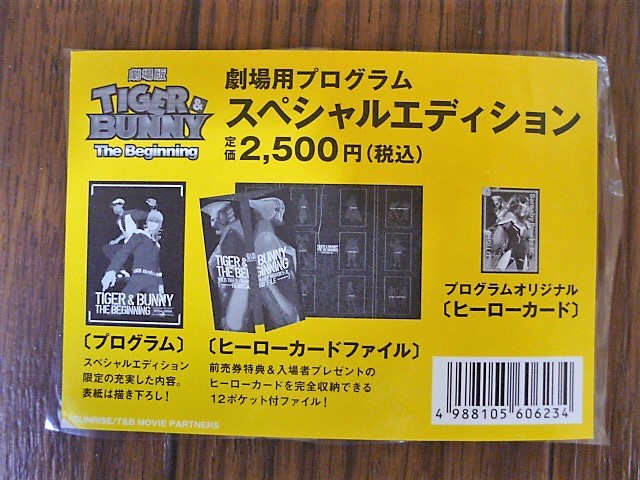 劇場版
TIGER &
BUNNY
The Beginning
劇場用プログラム
スペシャルエディション
定価 2,500円(税込)
TIGER & BUNNY
THE BEGINNING
TIGER & BUNNY
THE BEGINNING
〔プログラム〕
スペシャルエディション
限定の充実した内容。
表紙は描き下ろし！
〔ヒーローカードファイル〕
前売券特典&入場者プレゼントの
ヒーローカードを完全収納できる
12ポケット付ファイル！
プログラムオリジナル
〔ヒーローカード〕
4 988105 606234
©SUNRISE/T&B MOVIE PARTNERS